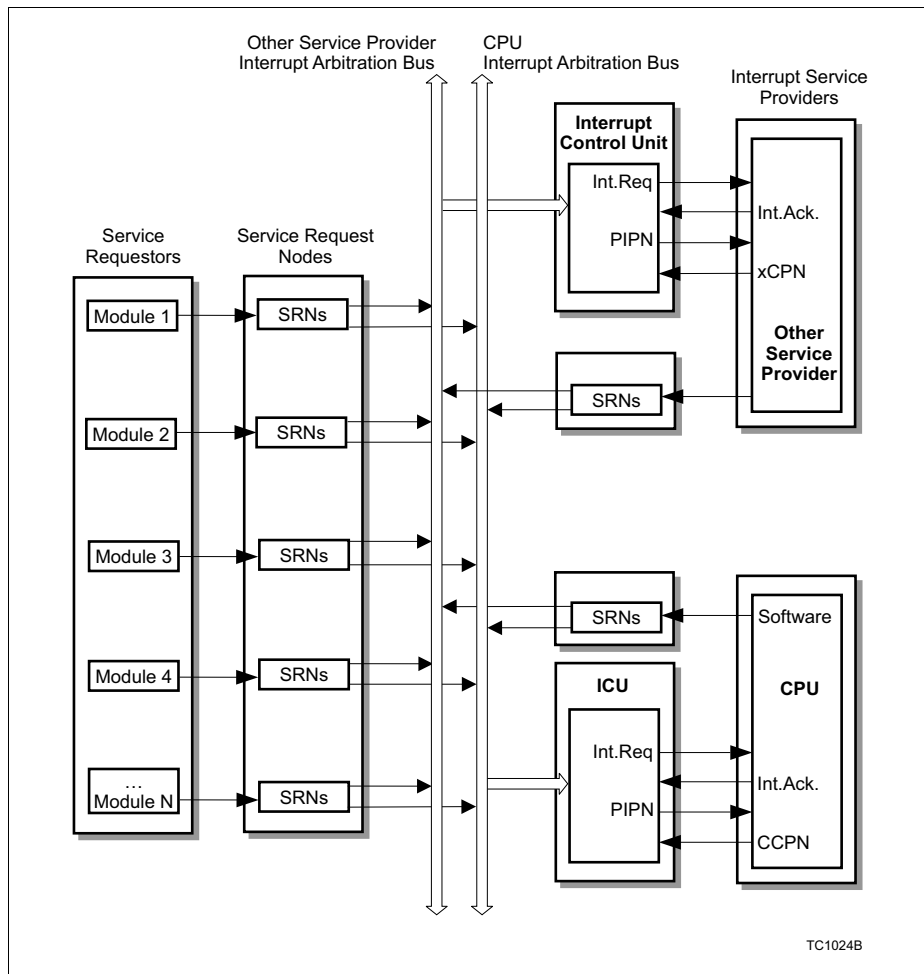 Other Service Provider
Interrupt Arbitration Bus
CPU
Interrupt Arbitration Bus
Interrupt Service
Providers
Interrupt
Control Unit
Int.Req
PIPN
Int.Ack.
xCPN
Other
Service
Provider
Service
Requestors
Service Request
Nodes
Module 1
SRNs
SRNs
Module 2
SRNs
Module 3
SRNs
SRNs
Software
Module 4
SRNs
ICU
CPU
Int.Req
PIPN
Int.Ack.
CCPN
...
Module N
SRNs
TC1024B